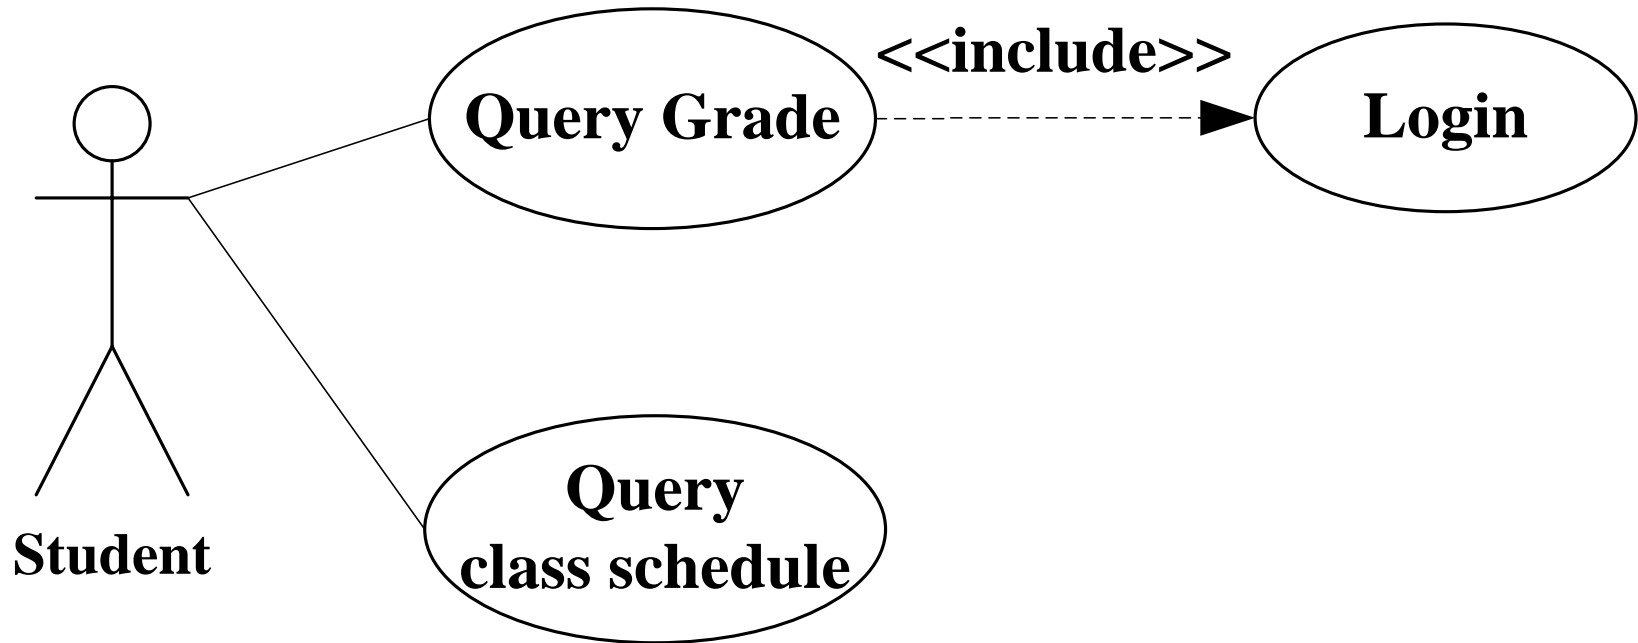 <<include>>
Query Grade
Login
Query
class schedule
Student